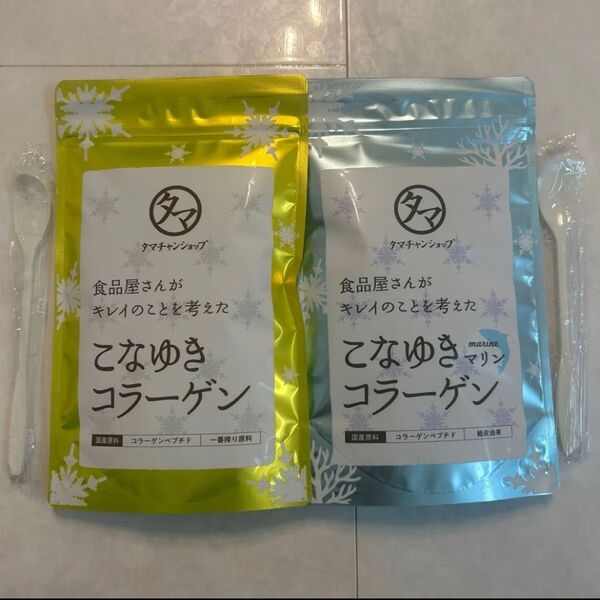 タマ
タマチャンショップ
食品屋さんが
キレイのことを考えた
こなゆき
コラーゲン
国産原料 コラーゲンペプチド 一番搾り原料
タマ
タマチャンショップ
食品屋さんが
キレイのことを考えた
こなゆき marine マリン
コラーゲン
国産原料 コラーゲンペプチド 鮭皮由来